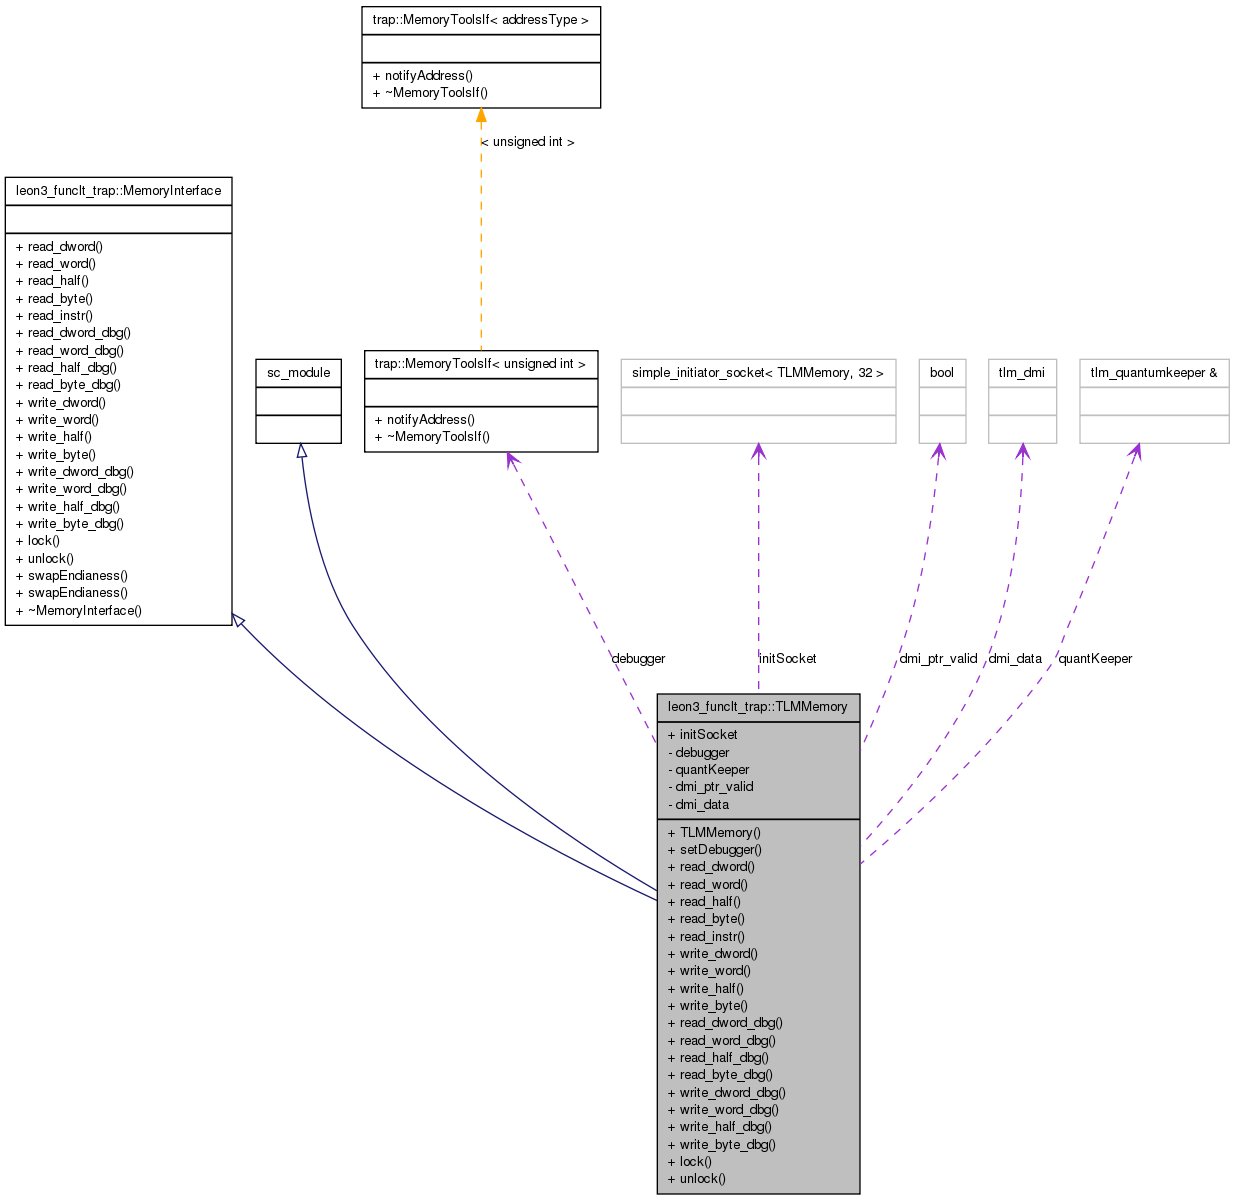 trap::MemoryToolsIf< addressType >
+ notifyAddress()
+ ~MemoryToolsIf()
< unsigned int >
leon3_funclt_trap::MemoryInterface
+ read_dword()
+ read_word()
+ read_half()
+ read_byte()
+ read_instr()
+ read_dword_dbg()
+ read_word_dbg()
+ read_half_dbg()
+ read_byte_dbg()
+ write_dword()
+ write_word()
+ write_half()
+ write_byte()
+ write_dword_dbg()
+ write_word_dbg()
+ write_half_dbg()
+ write_byte_dbg()
+ lock()
+ unlock()
+ swapEndianess()
+ swapEndianess()
+ ~MemoryInterface()
sc_module
trap::MemoryToolsIf< unsigned int >
+ notifyAddress()
+ ~MemoryToolsIf()
simple_initiator_socket< TLMMemory, 32 >
bool
tlm_dmi
tlm_quantumkeeper &
debugger
initSocket
dmi_ptr_valid
dmi_data
quantKeeper
leon3_funclt_trap::TLMMemory
+ initSocket
- debugger
- quantKeeper
- dmi_ptr_valid
- dmi_data
+ TLMMemory()
+ setDebugger()
+ read_dword()
+ read_word()
+ read_half()
+ read_byte()
+ read_instr()
+ write_dword()
+ write_word()
+ write_half()
+ write_byte()
+ read_dword_dbg()
+ read_word_dbg()
+ read_half_dbg()
+ read_byte_dbg()
+ write_dword_dbg()
+ write_word_dbg()
+ write_half_dbg()
+ write_byte_dbg()
+ lock()
+ unlock()